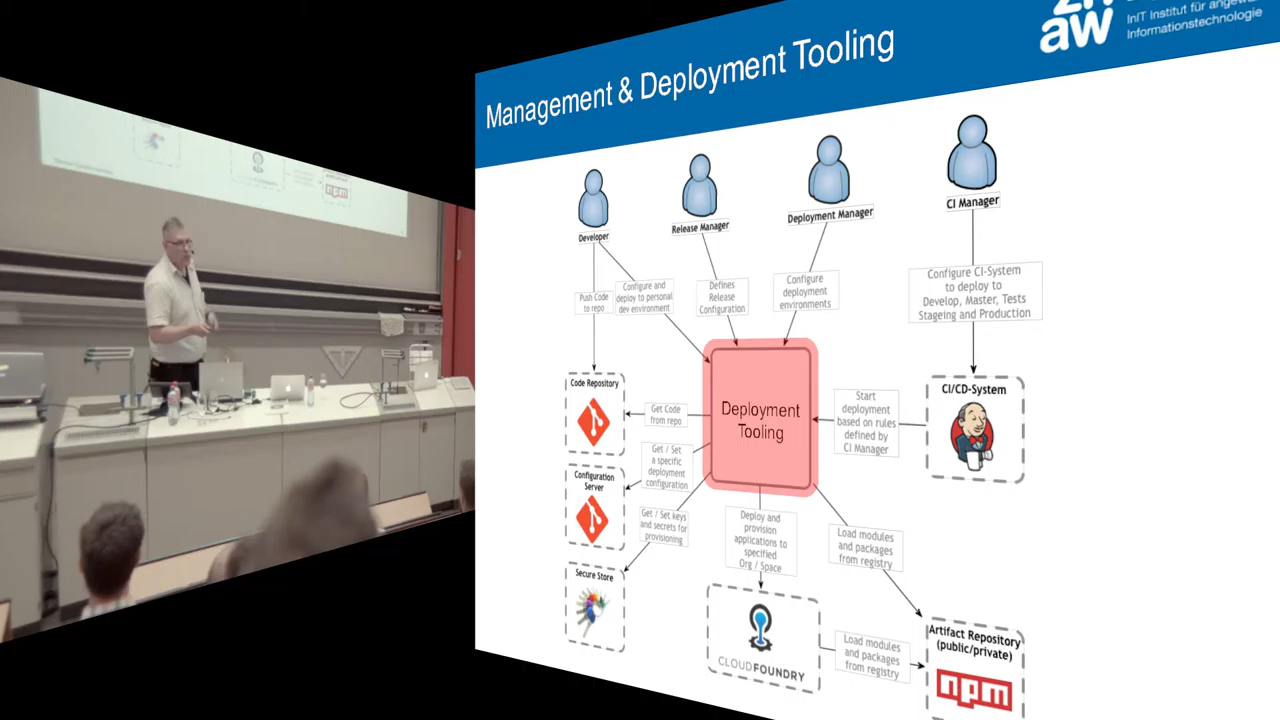 Management & Deployment Tooling
aw
InIT Institut für angewa
Informationstechnologie
Developer
Release Manager
Deployment Manager
CI Manager
Push Code
to repo
Configure and
deploy to personal
dev environment
Defines
Release
Configuration
Configure
deployment
environments
Configure CI-System
to deploy to
Develop, Master, Tests
Stageing and Production
Code Repository
Get Code
from repo
Deployment
Tooling
Start
deployment
based on rules
defined by
CI Manager
CI/CD-System
Configuration
Server
Get / Set
a specific
deployment
configuration
Get / Set keys
and secrets for
provisioning
Secure Store
Deploy and
provision
applications to
specified
Org / Space
Load modules
and packages
from registry
CLOUDFOUNDRY
Load modules
and packages
from registry
Artifact Repository
(public/private)
npm
npm